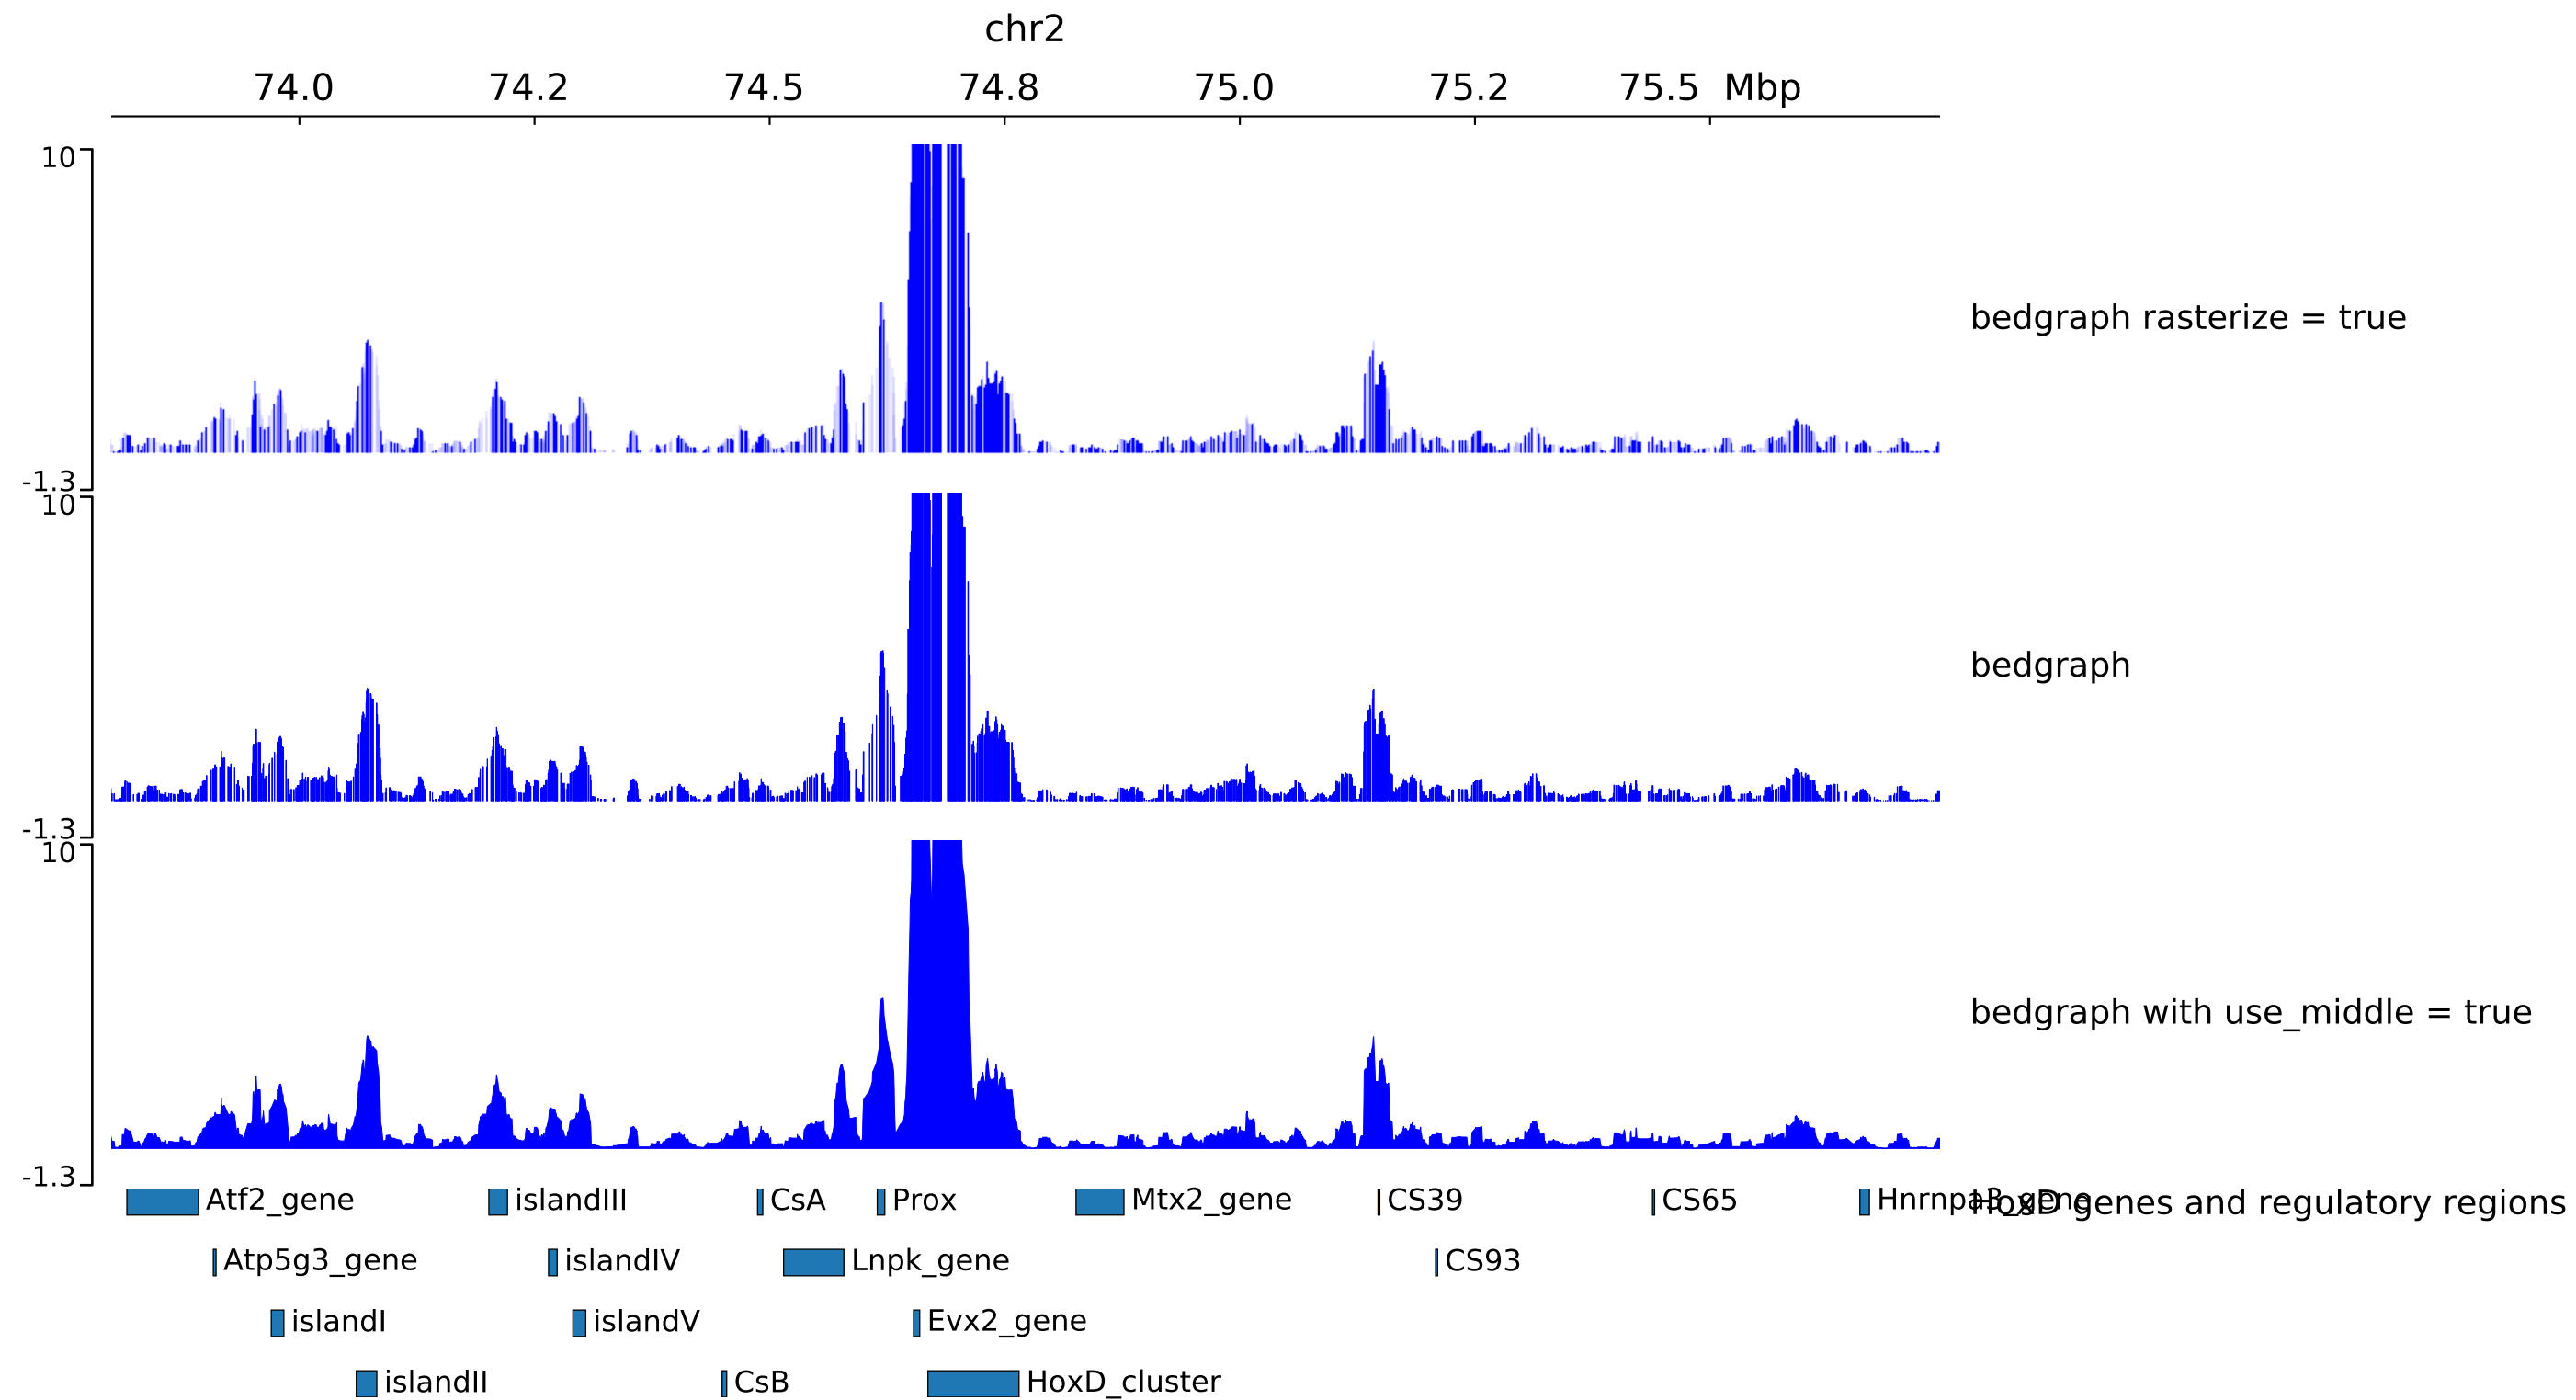 chr2
74.0 74.2 74.5 74.8 75.0 75.2 75.5 Mbp
10
bedgraph rasterize = true
-1.3
10
bedgraph
-1.3
10
bedgraph with use_middle = true
-1.3
Atf2_gene islandIII CsA Prox Mtx2_gene CS39 CS65 Hnrnpa3_gene HoxD genes and regulatory regions
Atp5g3_gene islandIV Lnpk_gene CS93
islandI islandV Evx2_gene
islandII CsB HoxD_cluster